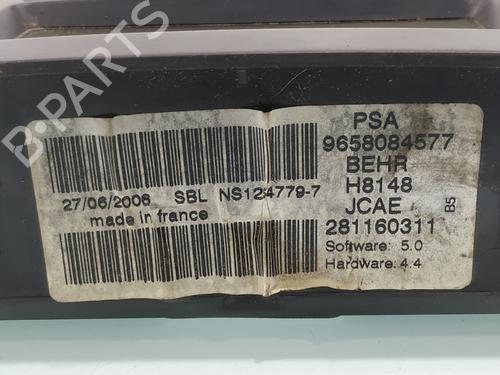 B-PARTS
27/06/2006 SBL NS124779-7
made in france
PSA
9658084577
BEHR
H8148
JCAE
281160311
B5
Software: 5.0
Hardware: 4.4